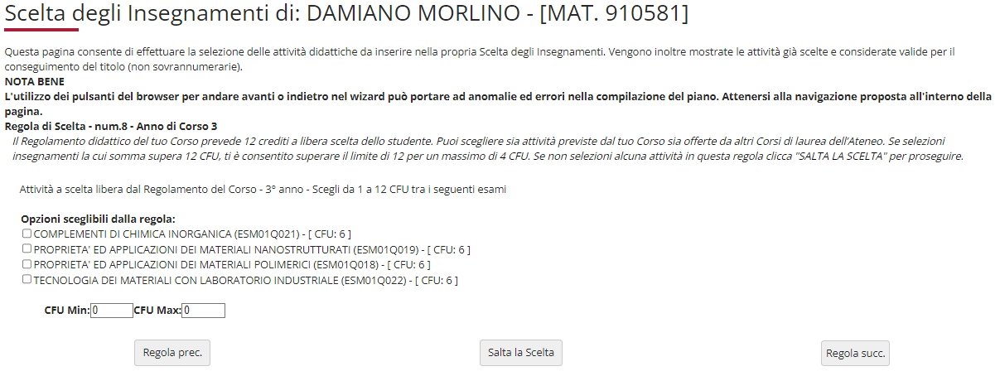 Scelta degli Insegnamenti di: DAMIANO MORLINO - [MAT. 910581]
Questa pagina consente di effettuare la selezione delle attività didattiche da inserire nella propria Scelta degli Insegnamenti. Vengono inoltre mostrate le attività già scelte e considerate valide per il
conseguimento del titolo (non sovrannumerarie).
NOTA BENE
L'utilizzo dei pulsanti del browser per andare avanti o indietro nel wizard può portare ad anomalie ed errori nella compilazione del piano. Attenersi alla navigazione proposta all'interno della
pagina.
Regola di Scelta - num.8 - Anno di Corso 3
Il Regolamento didattico del tuo Corso prevede 12 crediti a libera scelta dello studente. Puoi scegliere sia attività previste dal tuo Corso sia offerte da altri Corsi di laurea dell’Ateneo. Se selezioni
insegnamenti la cui somma supera 12 CFU, ti è consentito superare il limite di 12 per un massimo di 4 CFU. Se non selezioni alcuna attività in questa regola clicca "SALTA LA SCELTA" per proseguire.
Attività a scelta libera dal Regolamento del Corso - 3° anno - Scegli da 1 a 12 CFU tra i seguenti esami
Opzioni sceglibili dalla regola:
COMPLEMENTI DI CHIMICA INORGANICA (ESM01Q021) - [ CFU: 6 ]
PROPRIETA' ED APPLICAZIONI DEI MATERIALI NANOSTRUTTURATI (ESM01Q019) - [ CFU: 6 ]
PROPRIETA' ED APPLICAZIONI DEI MATERIALI POLIMERICI (ESM01Q018) - [ CFU: 6 ]
TECNOLOGIA DEI MATERIALI CON LABORATORIO INDUSTRIALE (ESM01Q022) - [ CFU: 6 ]
CFU Min: 0 CFU Max: 0
Regola prec. Salta la Scelta Regola succ.